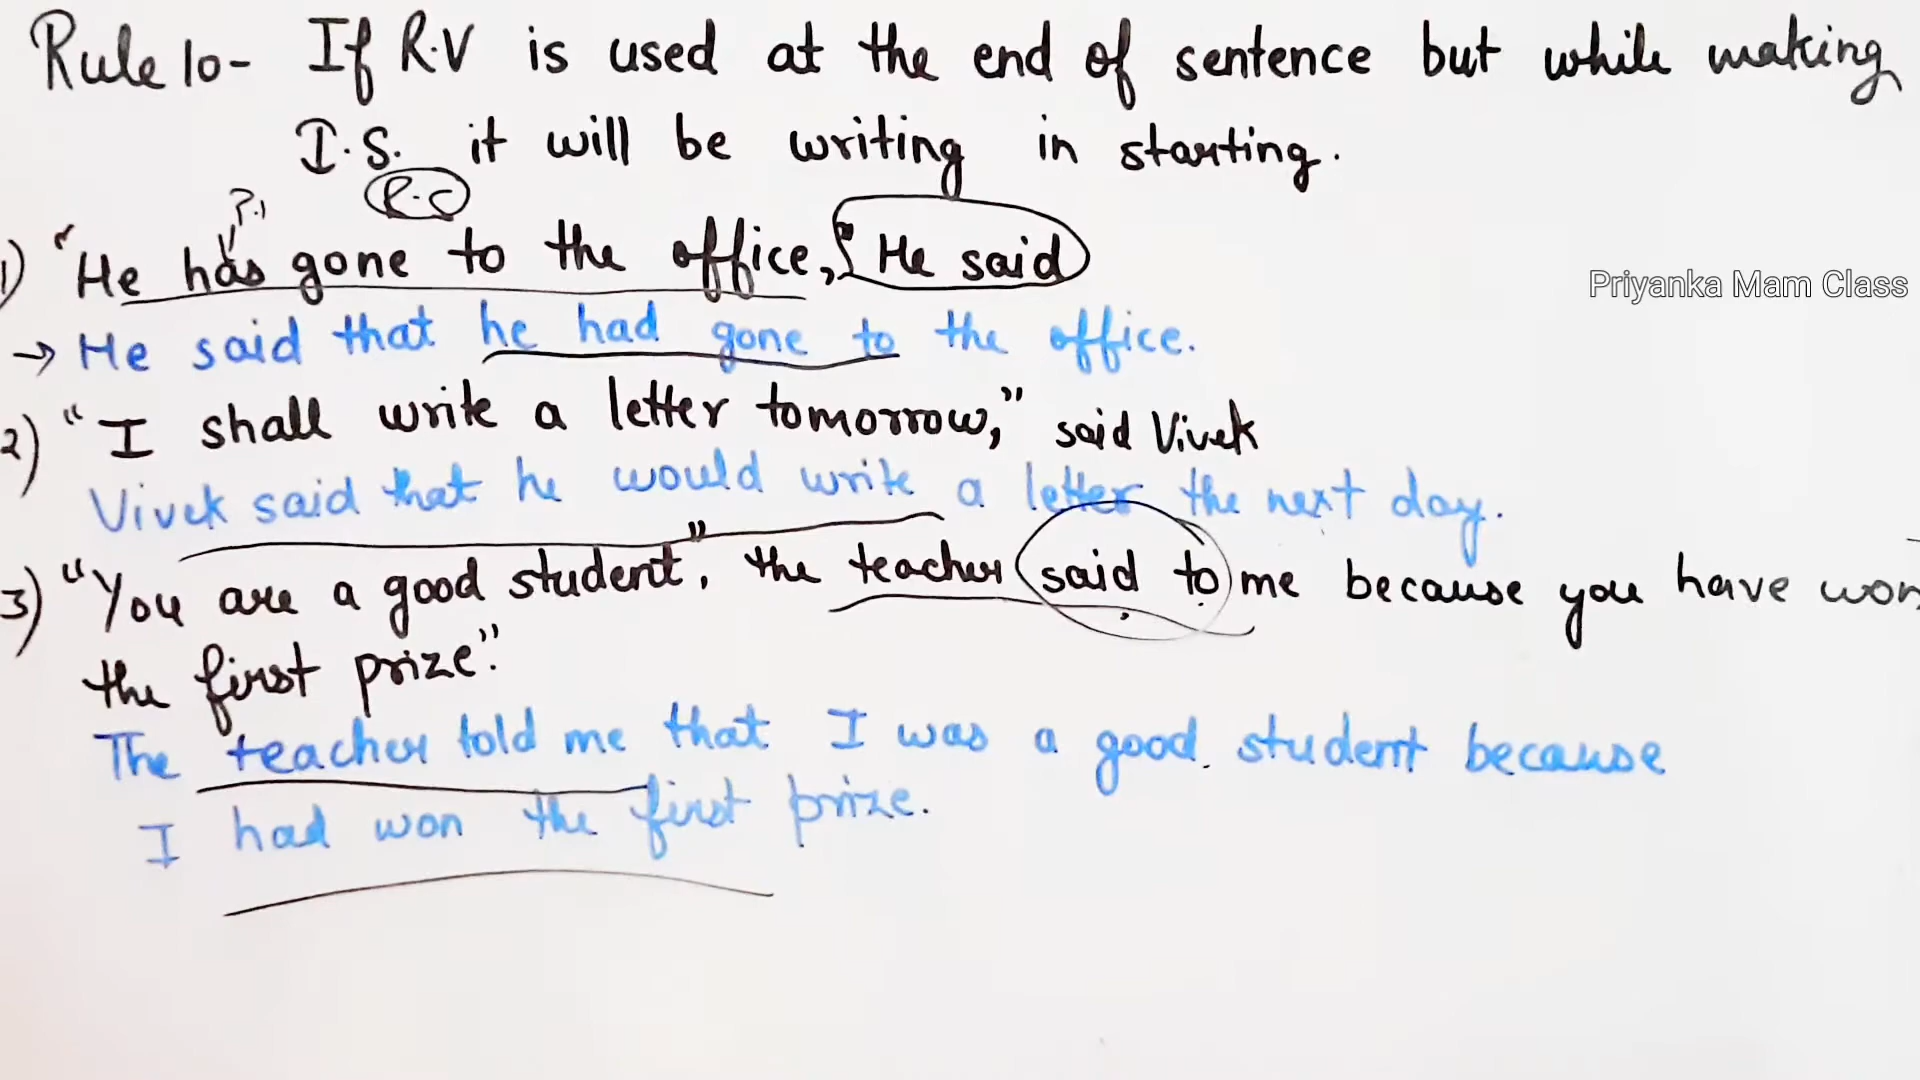 Rule 10- If R.V is used at the end of sentence but while making
I.S. it will be writing in starting.
R.S
1) "He has gone to the office," He said
Priyanka Mam Class
→ He said that he had gone to the office.
2) "I shall write a letter tomorrow," said Vivek
Vivek said that he would write a letter the next day.
3) "You are a good student", the teacher said to me because you have won
the first prize".
The teacher told me that I was a good student because
I had won the first prize.